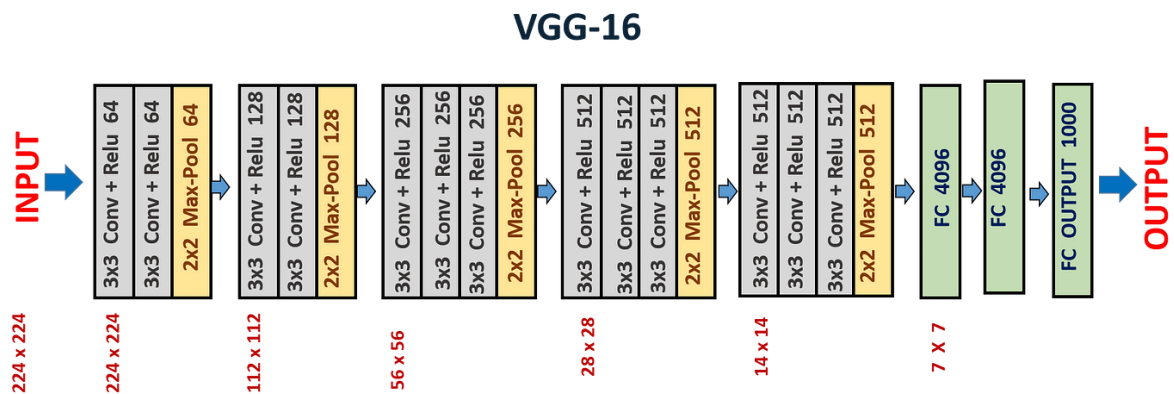 VGG-16
INPUT
3x3 Conv + Relu 64
3x3 Conv + Relu 64
2x2 Max-Pool 64
3x3 Conv + Relu 128
3x3 Conv + Relu 128
2x2 Max-Pool 128
3x3 Conv + Relu 256
3x3 Conv + Relu 256
3x3 Conv + Relu 256
2x2 Max-Pool 256
3x3 Conv + Relu 512
3x3 Conv + Relu 512
3x3 Conv + Relu 512
2x2 Max-Pool 512
3x3 Conv + Relu 512
3x3 Conv + Relu 512
3x3 Conv + Relu 512
2x2 Max-Pool 512
FC 4096
FC 4096
FC OUTPUT 1000
OUTPUT
224 x 224
224 x 224
112 x 112
56 x 56
28 x 28
14 x 14
7 X 7